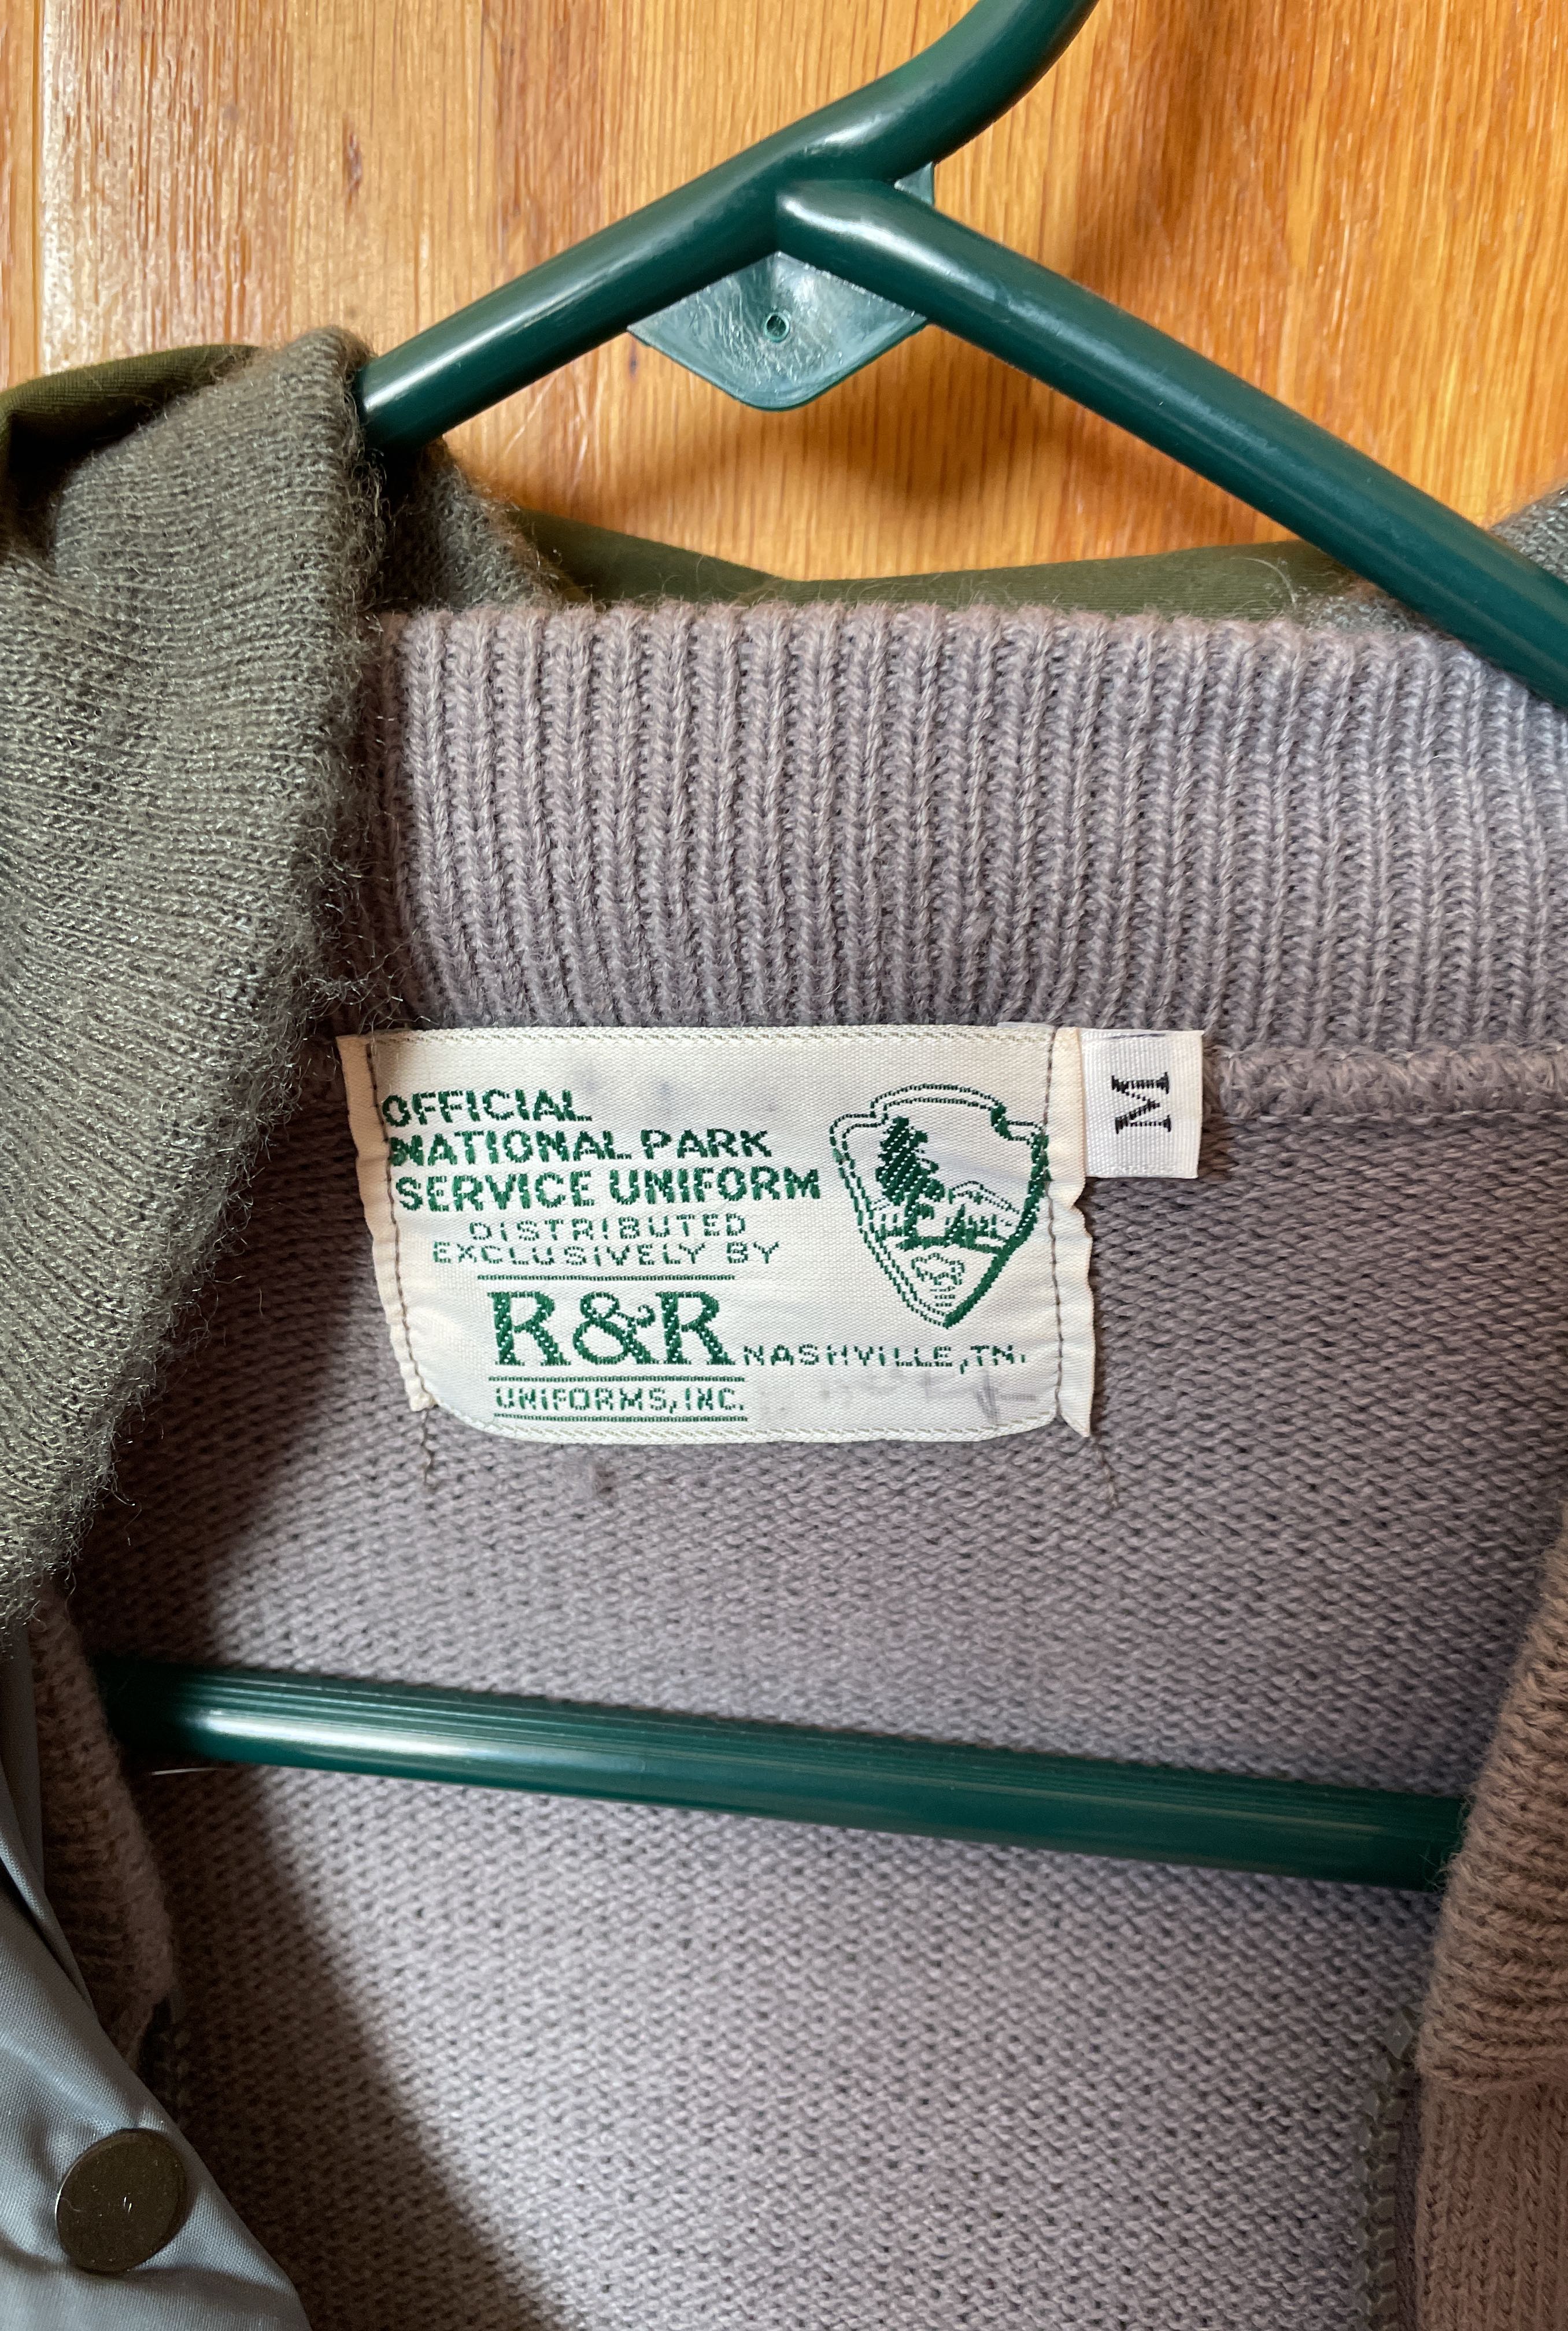 OFFICIAL
NATIONAL PARK
SERVICE UNIFORM
DISTRIBUTED
EXCLUSIVELY BY
R&R NASHVILLE, TN.
UNIFORMS, INC.
M